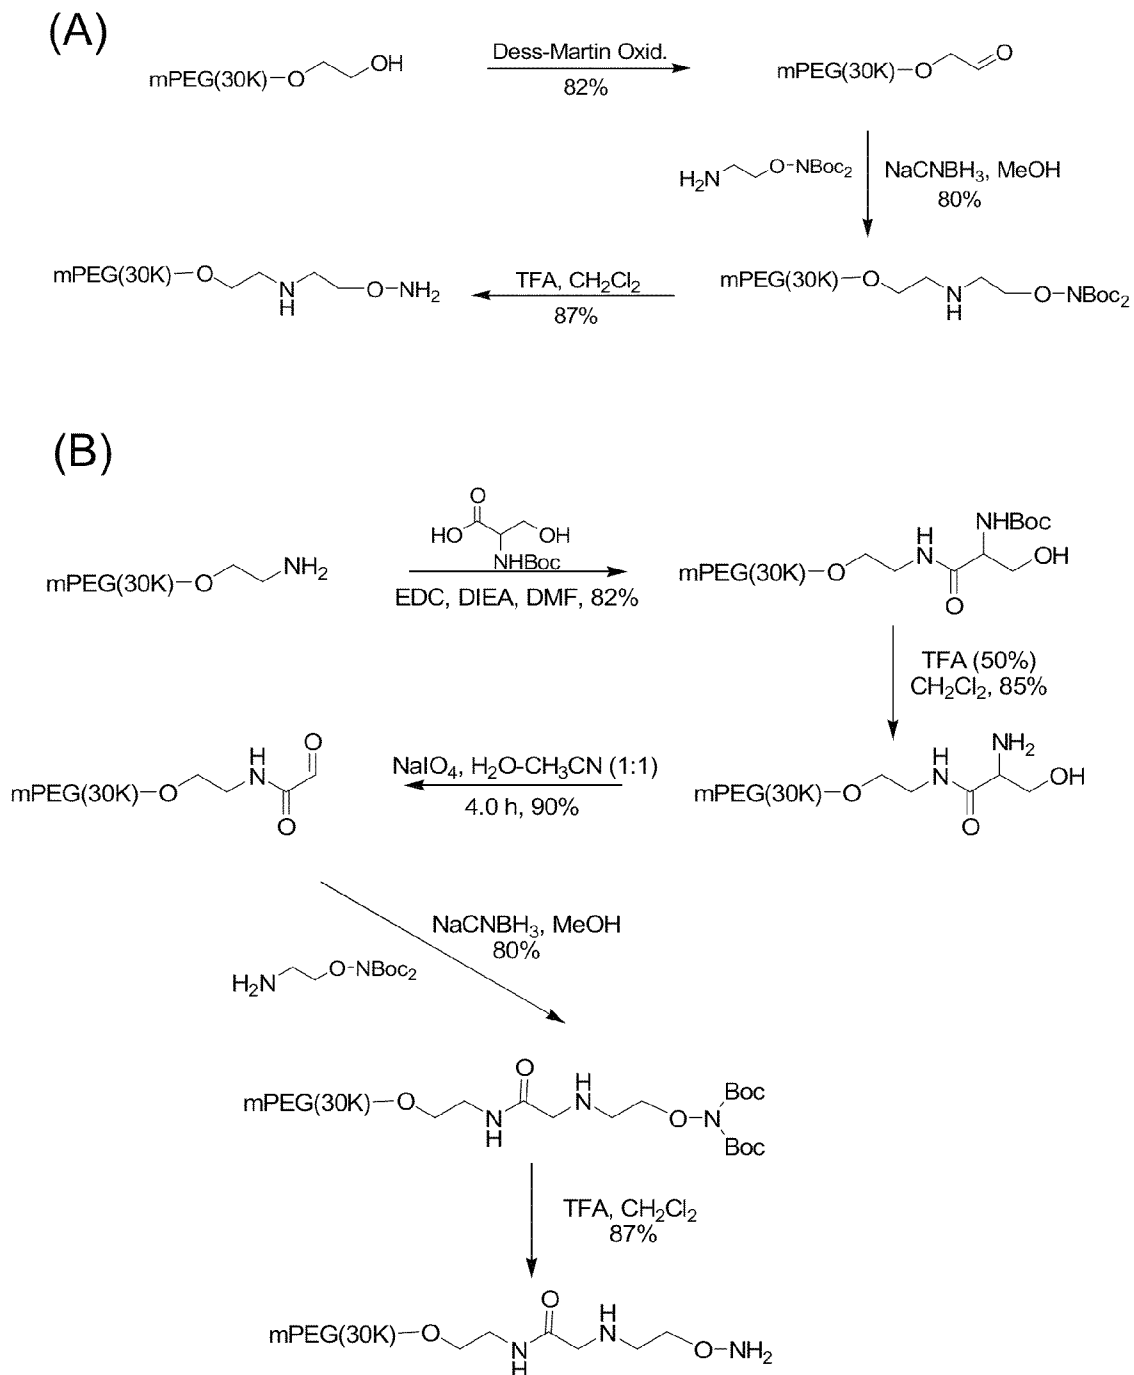 (A)
mPEG(30K)–O OH
Dess-Martin Oxid.
82%
mPEG(30K)–O O
H2N O–NBoc2
NaCNBH3, MeOH
80%
mPEG(30K)–O N H O–NH2
TFA, CH2Cl2
87%
mPEG(30K)–O N H O–NBoc2
(B)
mPEG(30K)–O NH2
O HO OH NHBoc
EDC, DIEA, DMF, 82%
mPEG(30K)–O H N O NHBoc OH
TFA (50%)
CH2Cl2, 85%
mPEG(30K)–O H N O NH2 OH
NaIO4, H2O-CH3CN (1:1)
4.0 h, 90%
mPEG(30K)–O H N O O
NaCNBH3, MeOH
80%
H2N O–NBoc2
mPEG(30K)–O N H O H N O–N Boc Boc
TFA, CH2Cl2
87%
mPEG(30K)–O N H O H N O–NH2